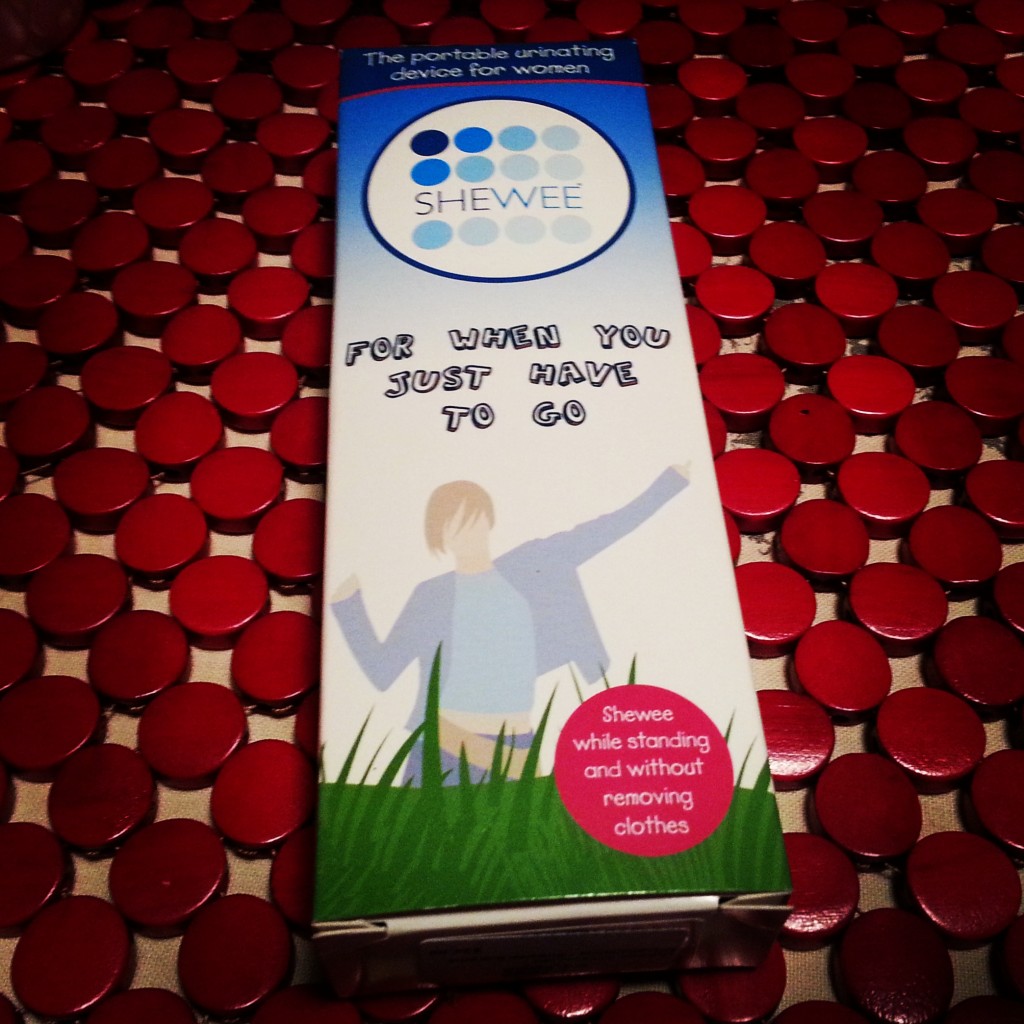 The portable urinating
device for women
SHEWEE™
FOR WHEN YOU
JUST HAVE
TO GO
Shewee
while standing
and without
removing
clothes